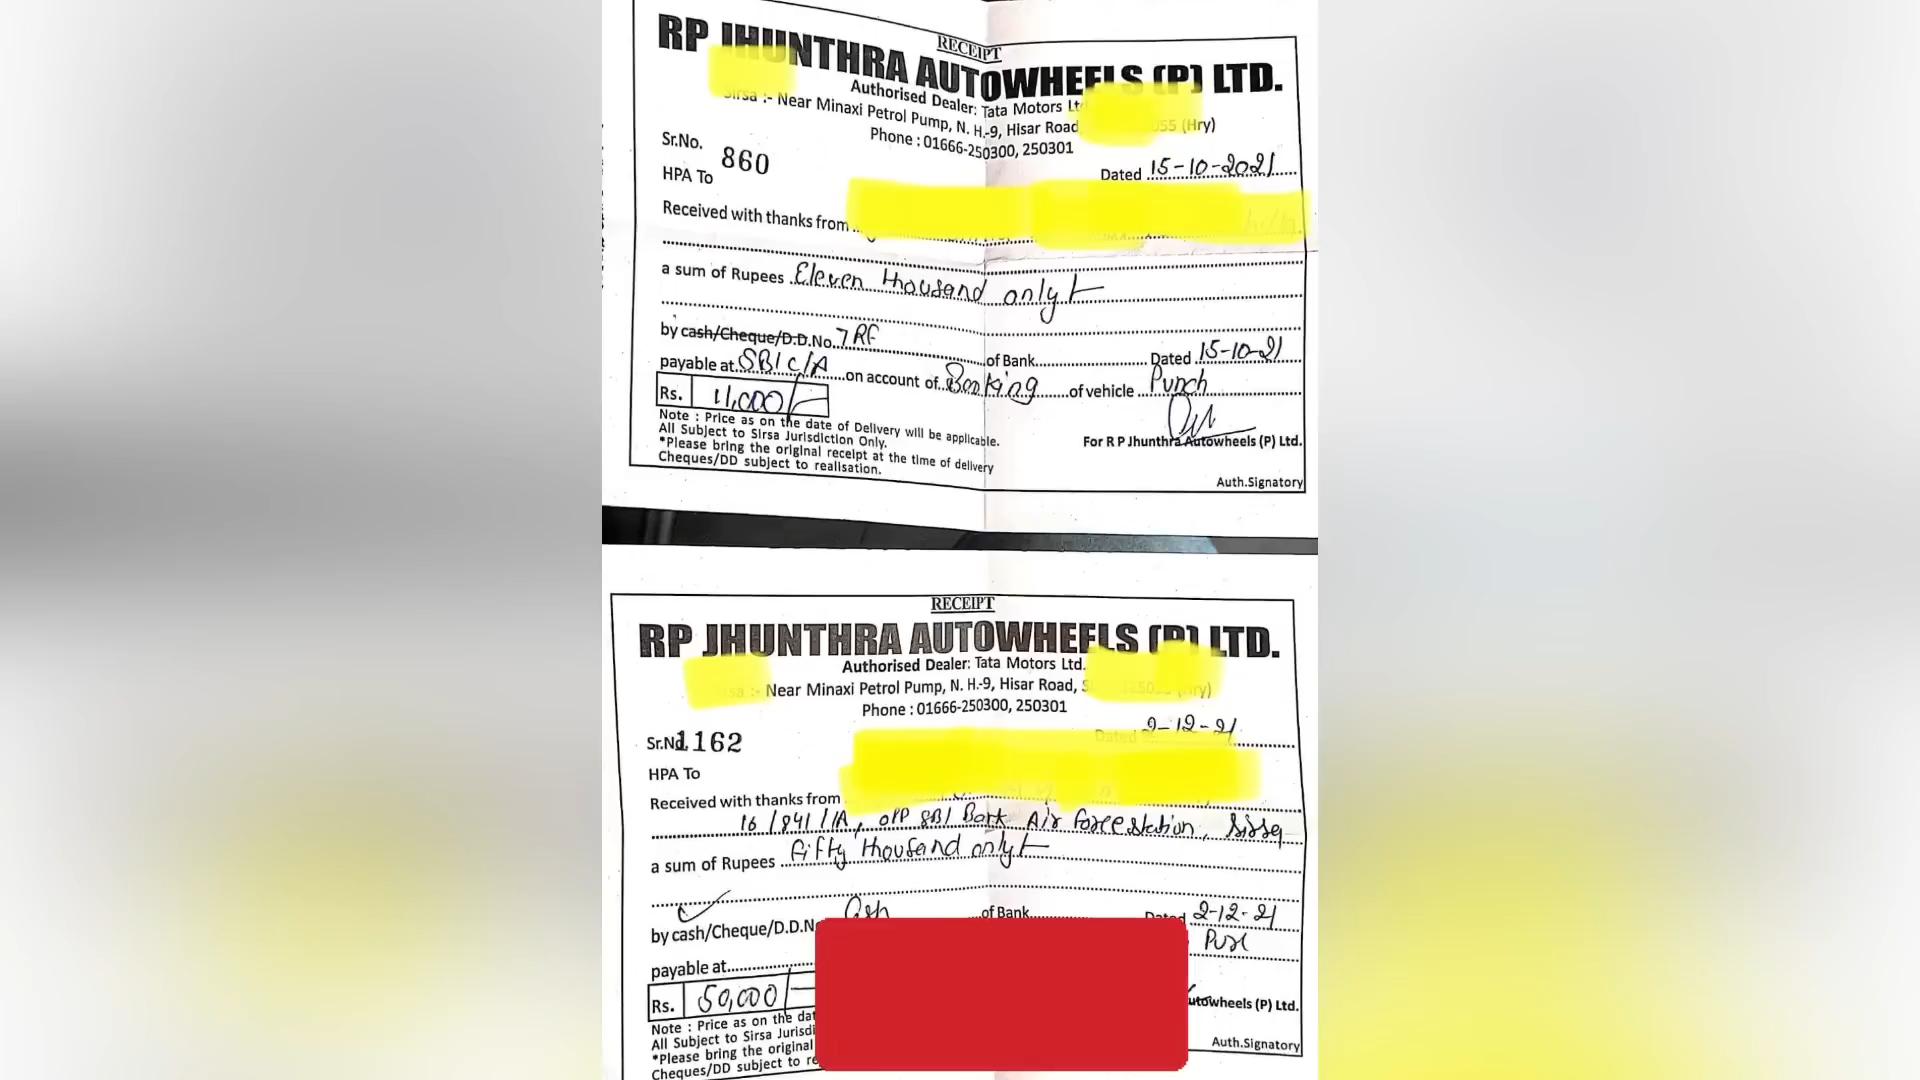 RECEIPT
RP JHUNTHRA AUTOWHEELS (P) LTD.
Authorised Dealer: Tata Motors Lt
Sirsa :- Near Minaxi Petrol Pump, N. H.-9, Hisar Road, 055 (Hry)
Phone : 01666-250300, 250301
Sr.No. 860
Dated 15-10-2021
HPA To
Received with thanks from
a sum of Rupees Eleven thousand only
by cash/Cheque/D.D.No. RF of Bank Dated 15-10-21
payable at SBI C/A on account of Booking of vehicle Punch
Rs. 11,000/-
Note : Price as on the date of Delivery will be applicable.
All Subject to Sirsa Jurisdiction Only.
*Please bring the original receipt at the time of delivery
Cheques/DD subject to realisation.
For R P Jhunthra Autowheels (P) Ltd.
Auth.Signatory
RECEIPT
RP JHUNTHRA AUTOWHEELS (P) LTD.
Authorised Dealer: Tata Motors Ltd.
:- Near Minaxi Petrol Pump, N. H.-9, Hisar Road,
Phone : 01666-250300, 250301
Sr.No. 1162
Dated 2-12-21
HPA To
Received with thanks from
16/841/1A, opp SBI Bank Air Force Station, Sirsa
a sum of Rupees fifty thousand only
by cash/Cheque/D.D.N Cash of Bank Dated 2-12-21
payable at
Rs. 50,000/-
utowheels (P) Ltd.
Note : Price as on the dat
All Subject to Sirsa Jurisdi
*Please bring the original
Cheques/DD subject to re
Auth.Signatory